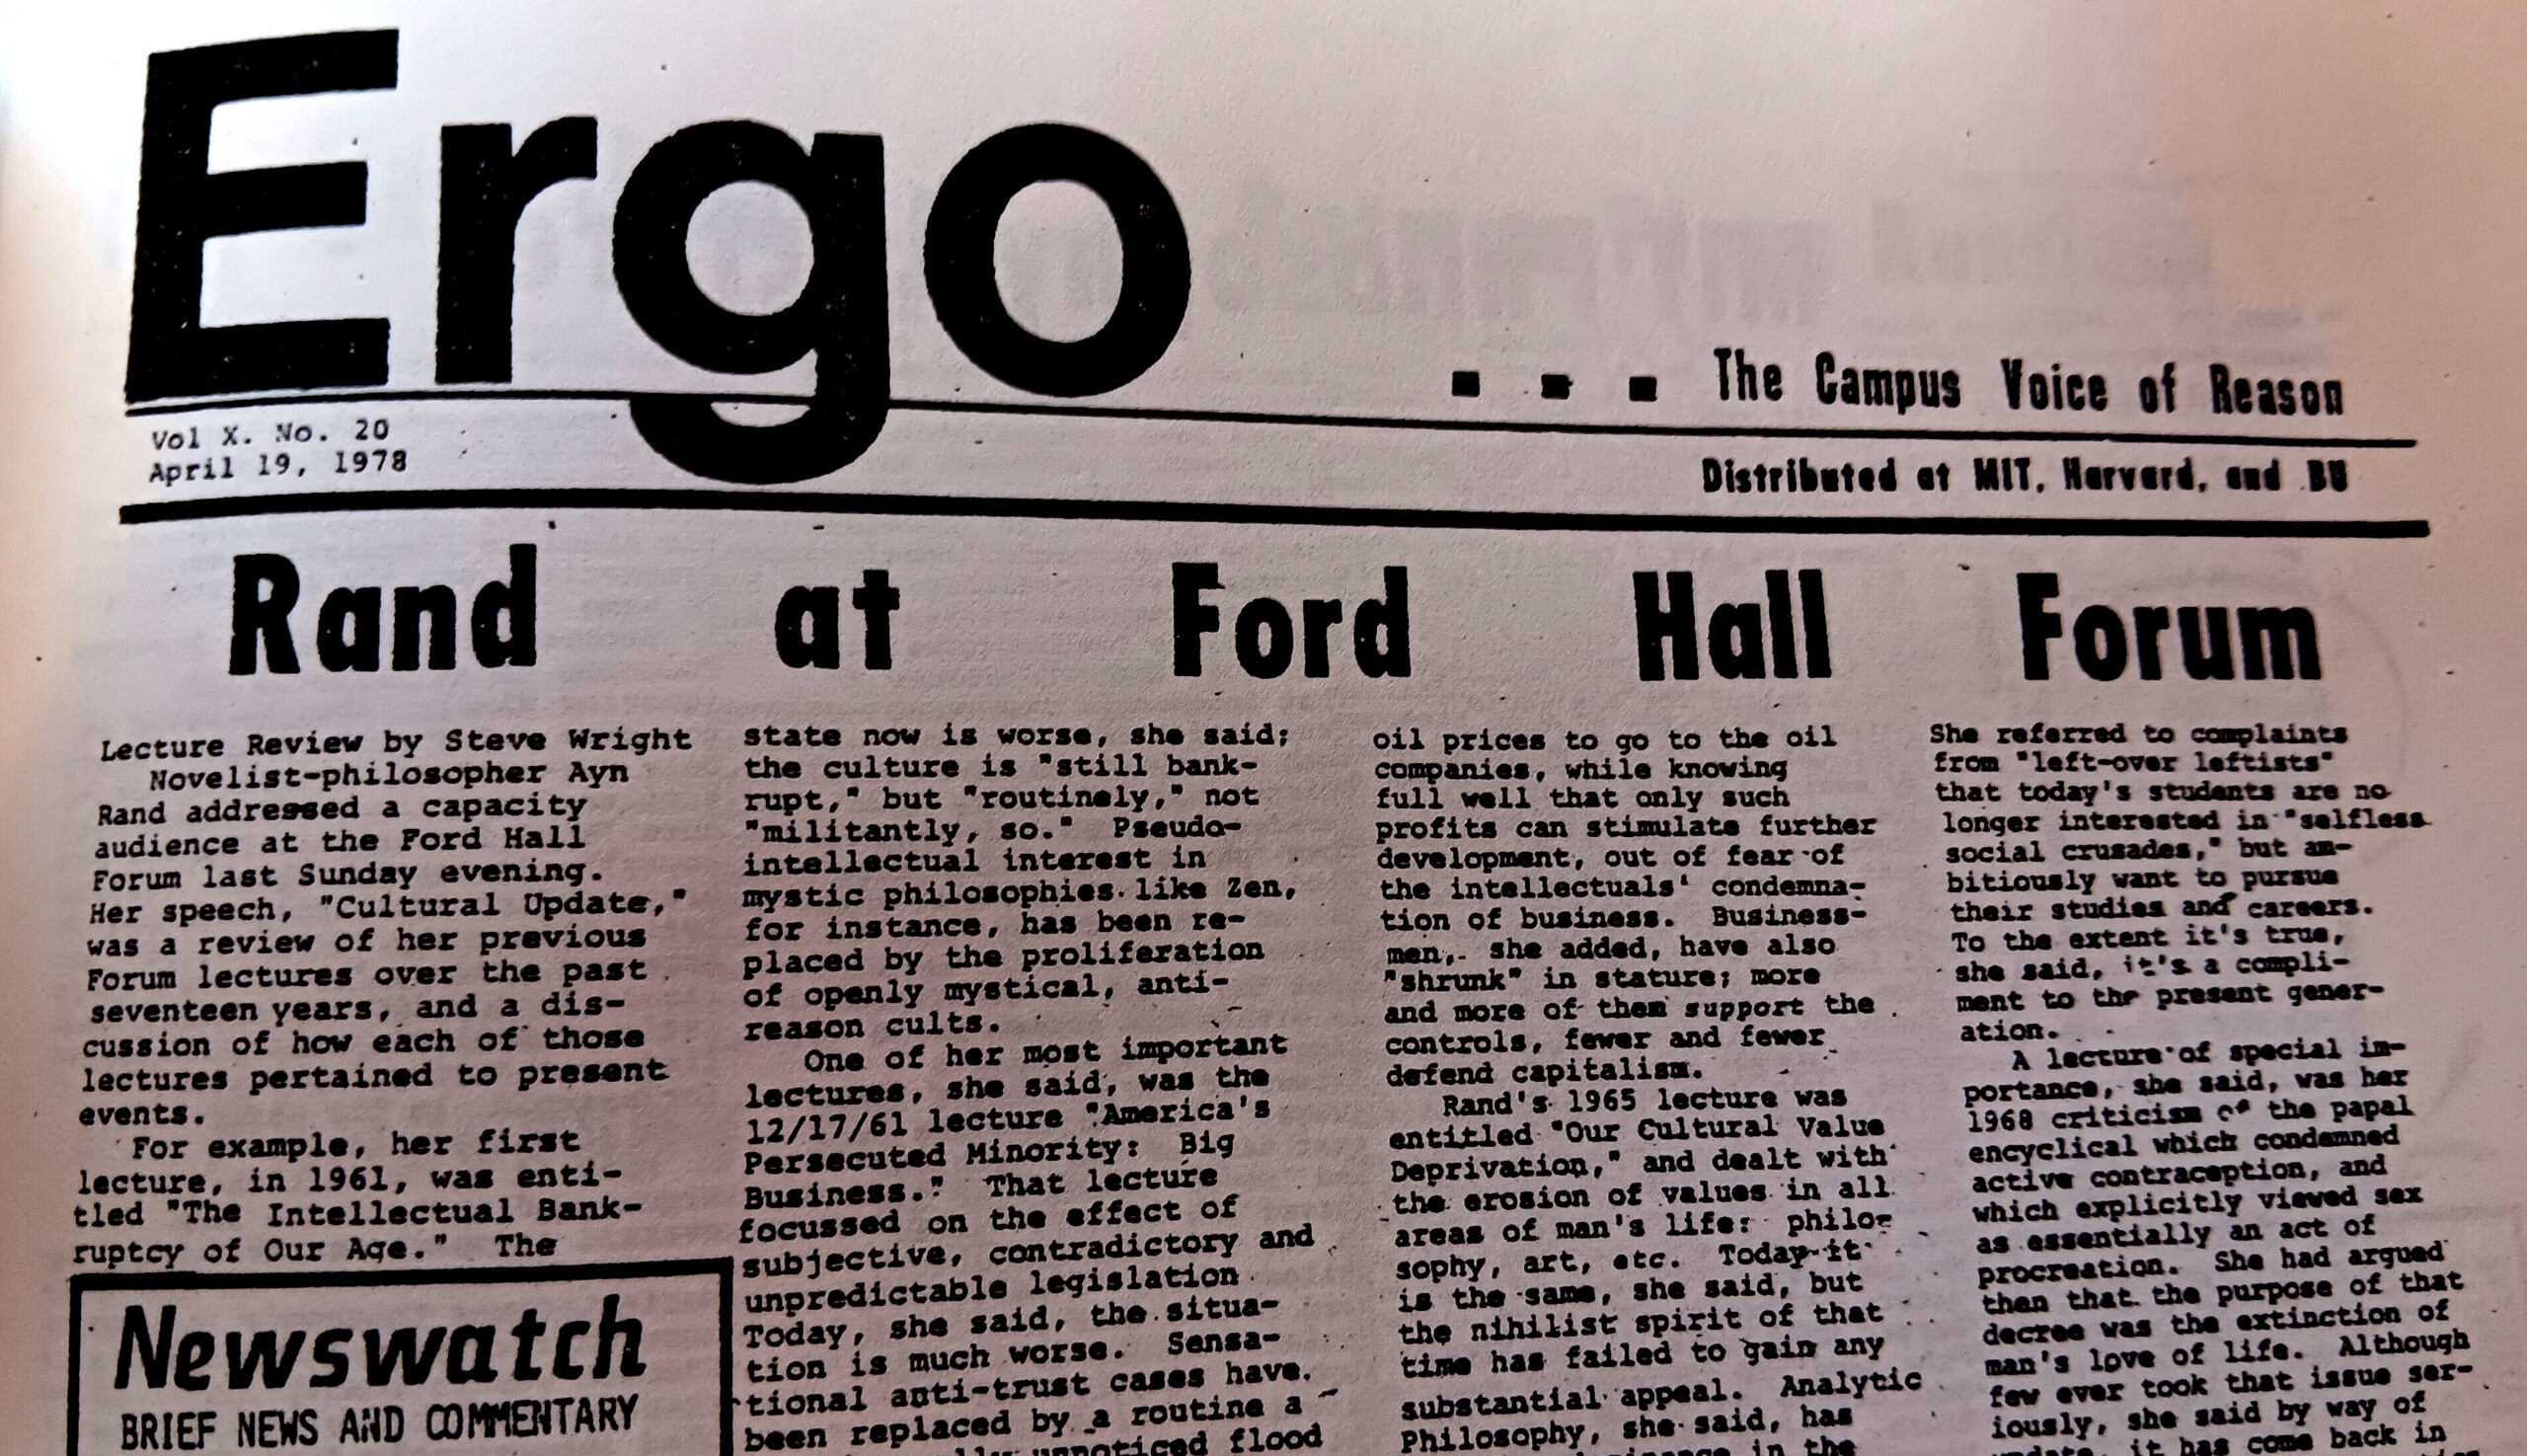 Ergo
... The Campus Voice of Reason
Vol X. No. 20
April 19, 1978
Distributed at MIT, Harvard, and BU
Rand at Ford Hall Forum
Lecture Review by Steve Wright
Novelist-philosopher Ayn
Rand addressed a capacity
audience at the Ford Hall
Forum last Sunday evening.
Her speech, "Cultural Update,"
was a review of her previous
Forum lectures over the past
seventeen years, and a dis-
cussion of how each of those
lectures pertained to present
events.
For example, her first
lecture, in 1961, was enti-
tled "The Intellectual Bank-
ruptcy of Our Age." The
Newswatch
BRIEF NEWS AND COMMENTARY
state now is worse, she said;
the culture is "still bank-
rupt," but "routinely," not
"militantly, so." Pseudo-
intellectual interest in
mystic philosophies like Zen,
for instance, has been re-
placed by the proliferation
of openly mystical, anti-
reason cults.
One of her most important
lectures, she said, was the
12/17/61 lecture "America's
Persecuted Minority: Big
Business." That lecture
focussed on the effect of
subjective, contradictory and
unpredictable legislation
Today, she said, the situa-
tion is much worse. Sensa-
tional anti-trust cases have
been replaced by a routine a
unnoticed flood
oil prices to go to the oil
companies, while knowing
full well that only such
profits can stimulate further
development, out of fear of
the intellectuals' condemna-
tion of business. Business-
men, she added, have also
"shrunk" in stature; more
and more of them support the
controls, fewer and fewer
defend capitalism.
Rand's 1965 lecture was
entitled "Our Cultural Value
Deprivation," and dealt with
the erosion of values in all
areas of man's life: philo-
sophy, art, etc. Today it
is the same, she said, but
the nihilist spirit of that
time has failed to gain any
substantial appeal. Analytic
Philosophy, she said, has
in the
She referred to complaints
from "left-over leftists"
that today's students are no
longer interested in "selfless
social crusades," but am-
bitiously want to pursue
their studies and careers.
To the extent it's true,
she said, it's a compli-
ment to the present gener-
ation.
A lecture of special im-
portance, she said, was her
1968 criticism of the papal
encyclical which condemned
active contraception, and
which explicitly viewed sex
as essentially an act of
procreation. She had argued
then that the purpose of that
decree was the extinction of
man's love of life. Although
few ever took that issue ser-
iously, she said by way of
update, it has come back in